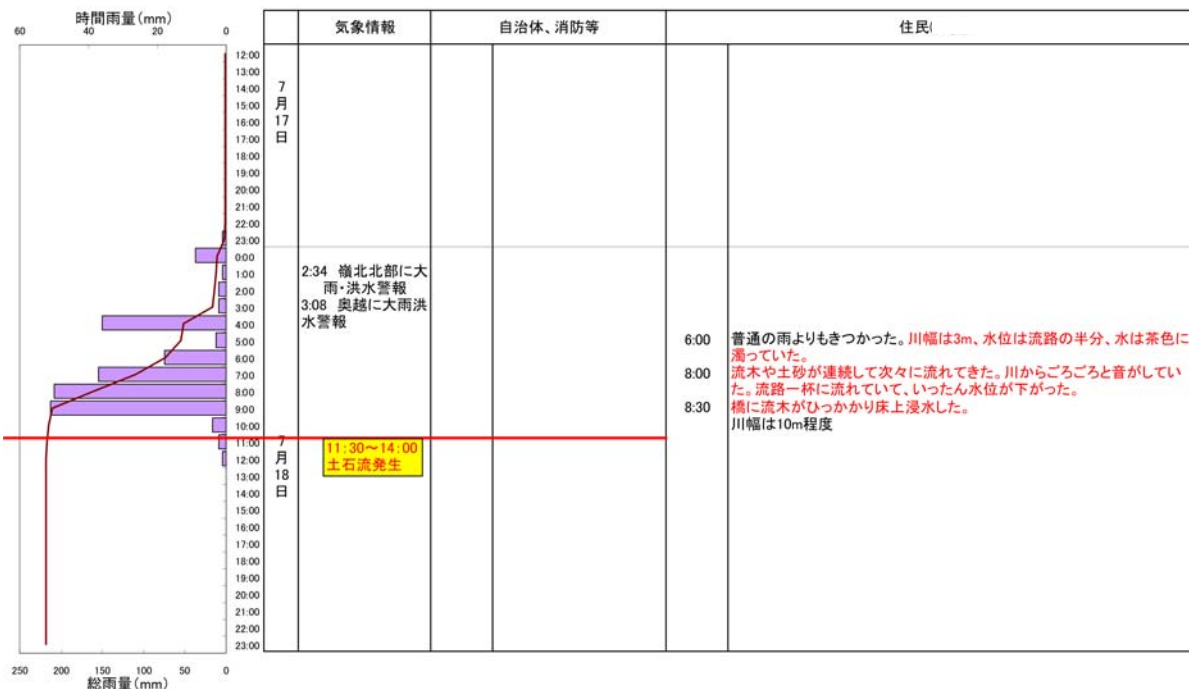 時間雨量(mm)
60 40 20 0
気象情報
自治体、消防等
住民
12:00
13:00
14:00
15:00
16:00
17:00
18:00
19:00
20:00
21:00
22:00
23:00
0:00
1:00
2:00
3:00
4:00
5:00
6:00
7:00
8:00
9:00
10:00
11:00
12:00
13:00
14:00
15:00
16:00
17:00
18:00
19:00
20:00
21:00
22:00
23:00
250 200 150 100 50 0
総雨量(mm)
7
月
17
日
7
月
18
日
2:34 嶺北北部に大
雨・洪水警報
3:08 奥越に大雨洪
水警報
11:30～14:00
土石流発生
6:00 普通の雨よりもきつかった。川幅は3m、水位は流路の半分、水は茶色に
濁っていた。
8:00 流木や土砂が連続して次々に流れてきた。川からごろごろと音がしてい
た。流路一杯に流れていて、いったん水位が下がった。
8:30 橋に流木がひっかかり床上浸水した。
川幅は10m程度